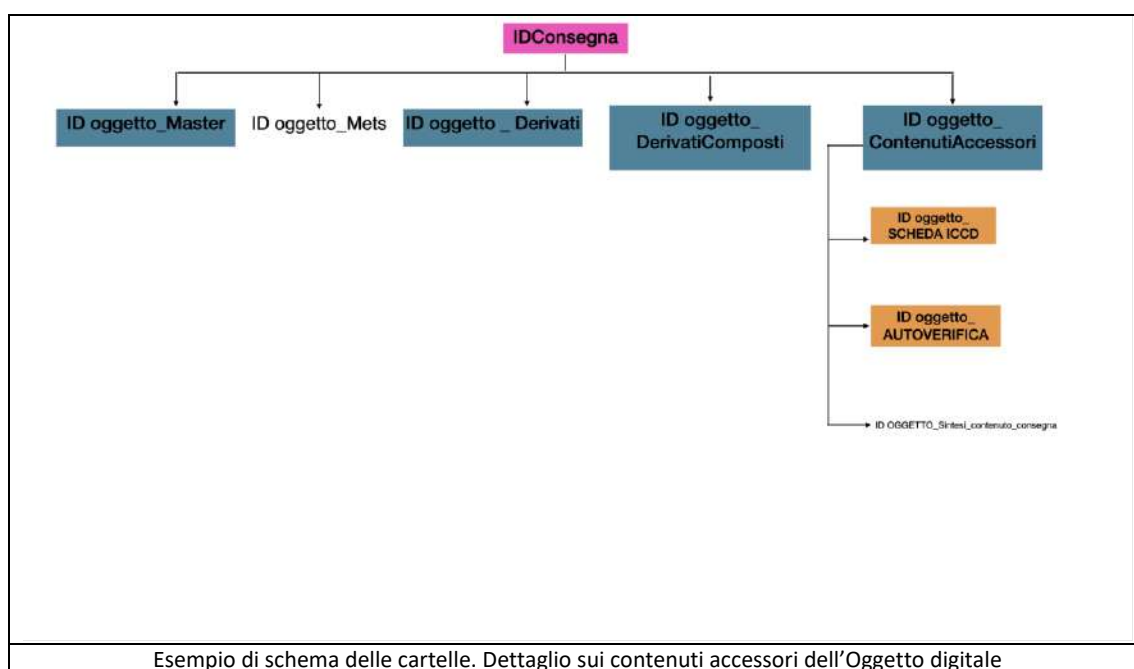 IDConsegna
ID oggetto_Master
ID oggetto_Mets
ID oggetto _ Derivati
ID oggetto_
DerivatiComposti
ID oggetto_
ContenutiAccessori
ID oggetto_
SCHEDA ICCD
ID oggetto_
AUTOVERIFICA
ID OGGETTO_Sintesi_contenuto_consegna
Esempio di schema delle cartelle. Dettaglio sui contenuti accessori dell’Oggetto digitale